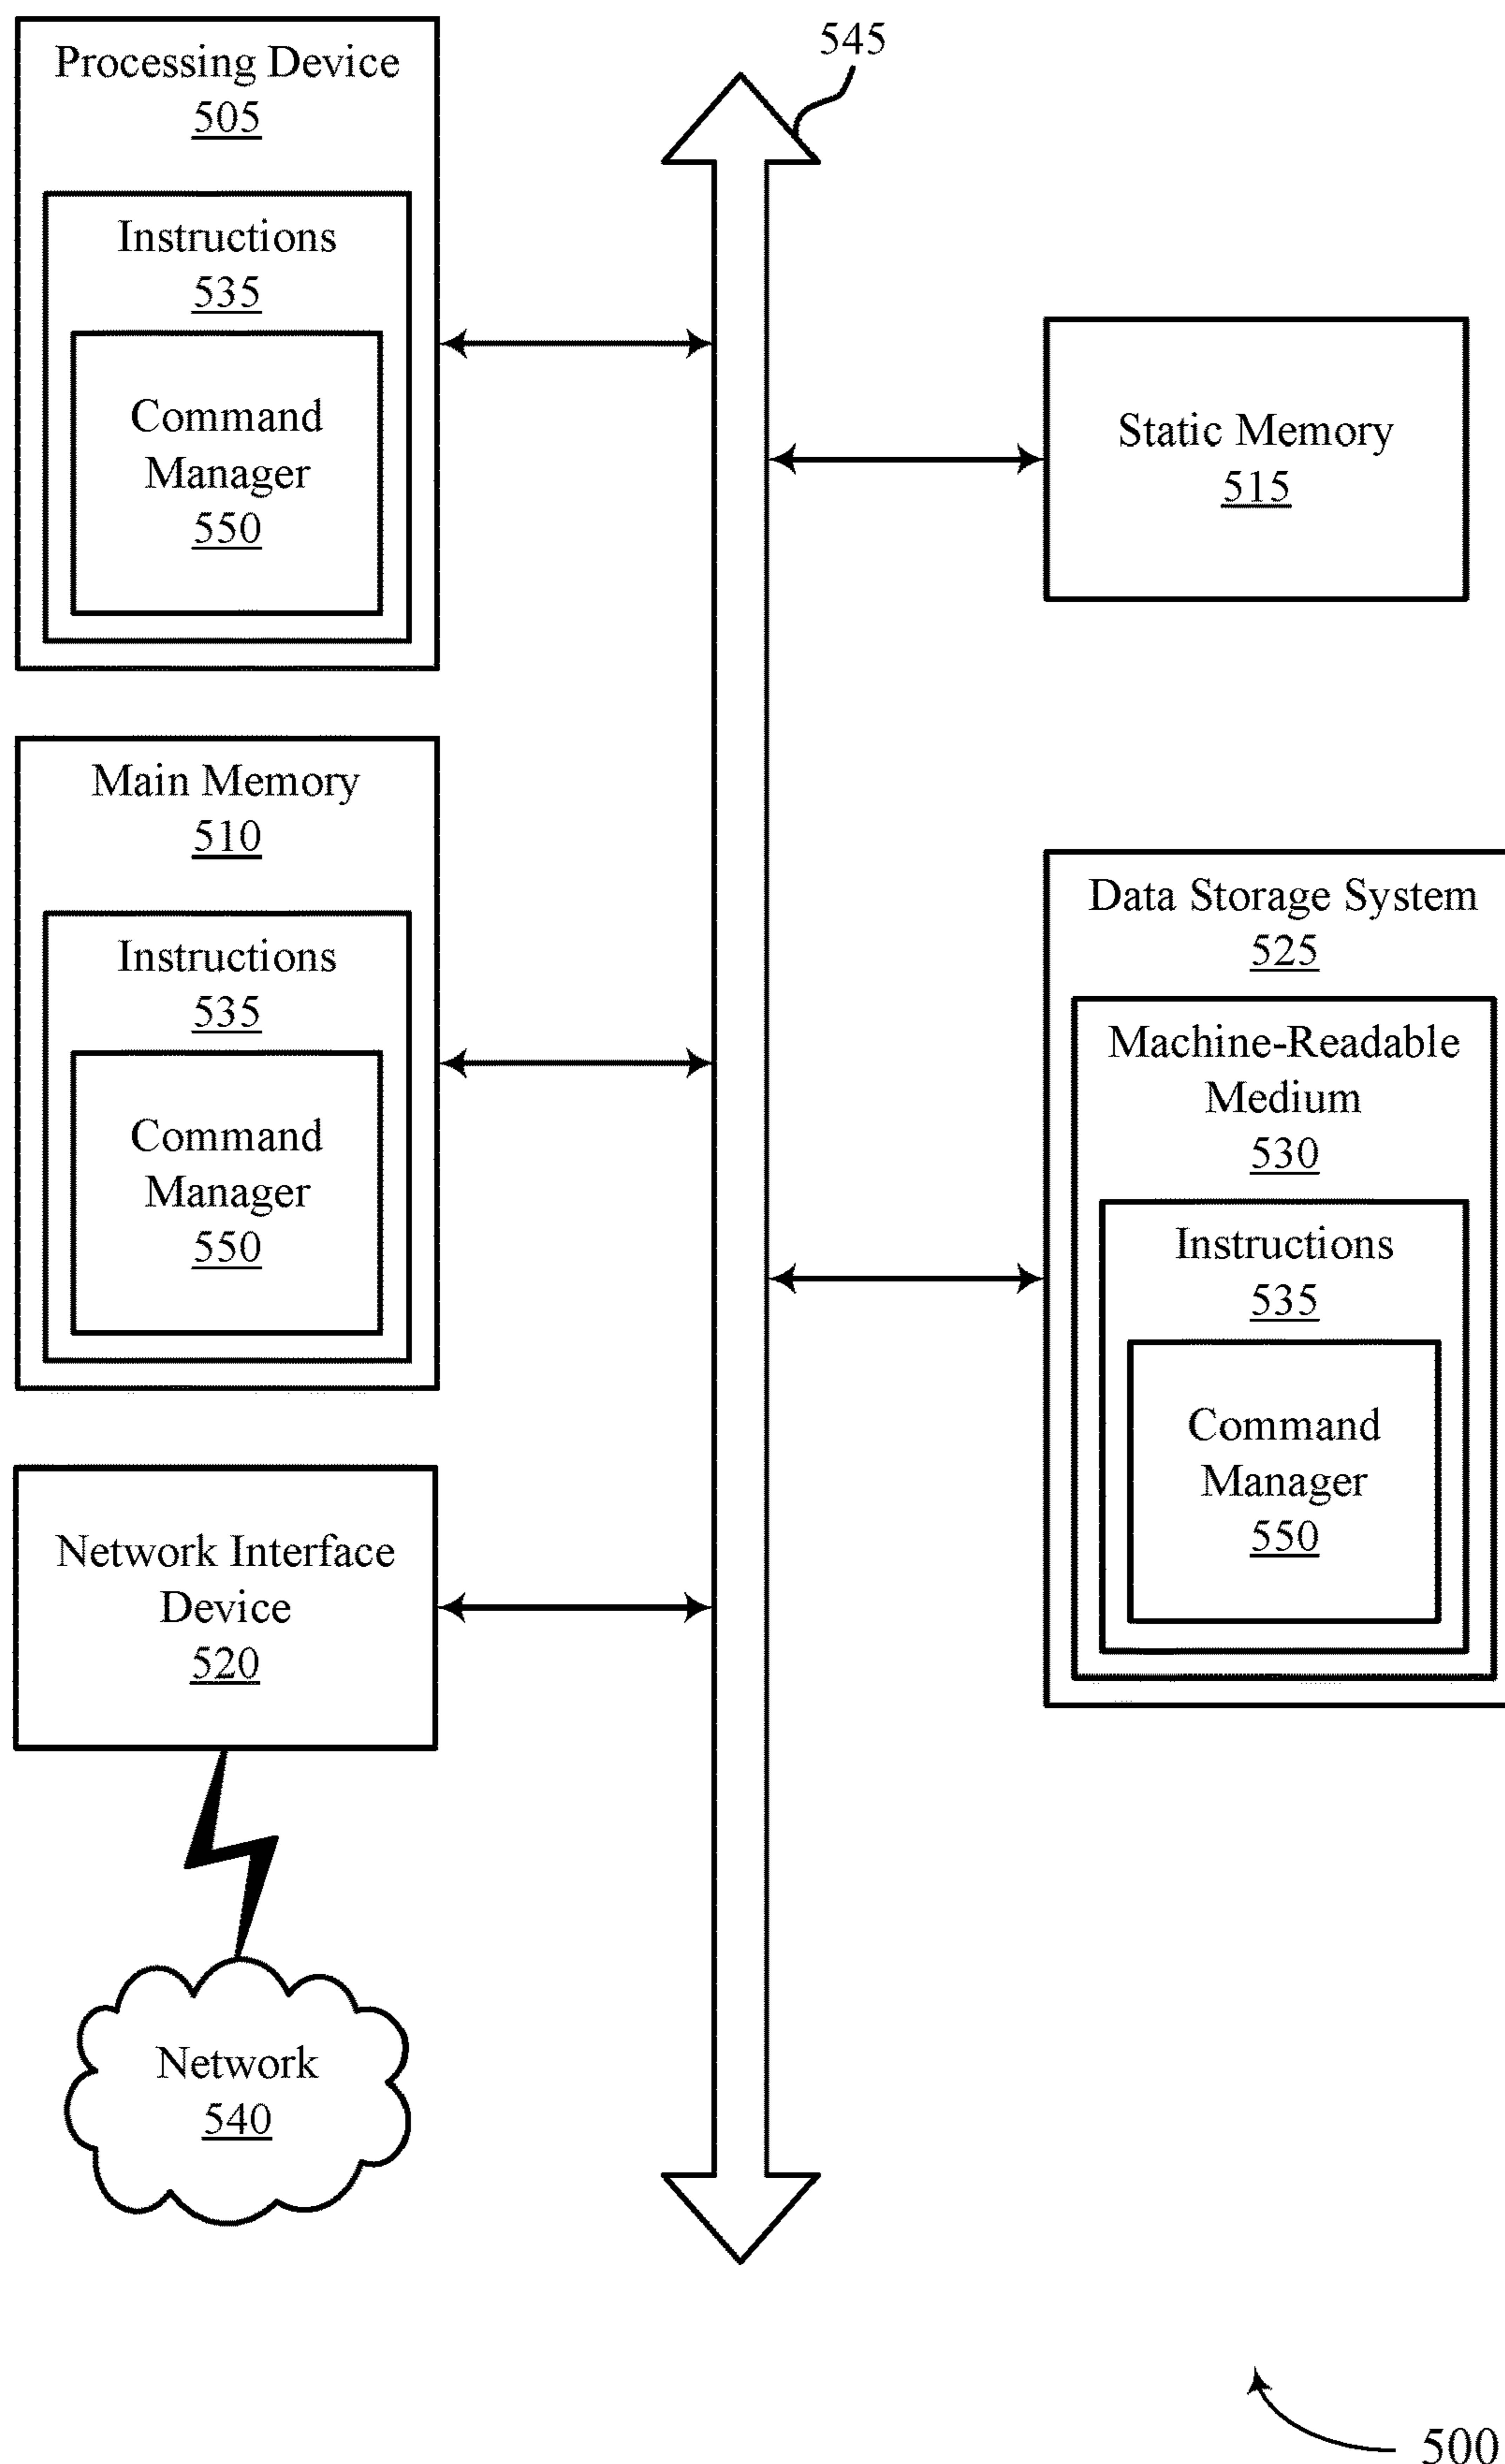 Processing Device
505
Instructions
535
Command
Manager
550
545
Static Memory
515
Main Memory
510
Instructions
535
Command
Manager
550
Data Storage System
525
Machine-Readable
Medium
530
Instructions
535
Command
Manager
550
Network Interface
Device
520
Network
540
500